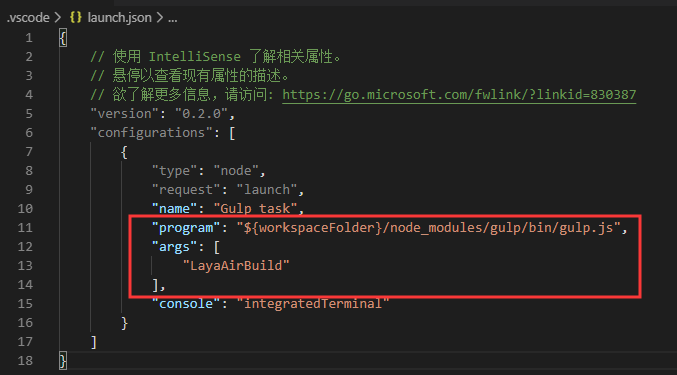 .vscode > {} launch.json > ...
1 {
2 // 使用 IntelliSense 了解相关属性。
3 // 悬停以查看现有属性的描述。
4 // 欲了解更多信息，请访问: https://go.microsoft.com/fwlink/?linkid=830387
5 "version": "0.2.0",
6 "configurations": [
7 {
8 "type": "node",
9 "request": "launch",
10 "name": "Gulp task",
11 "program": "${workspaceFolder}/node_modules/gulp/bin/gulp.js",
12 "args": [
13 "LayaAirBuild"
14 ],
15 "console": "integratedTerminal"
16 }
17 ]
18 }